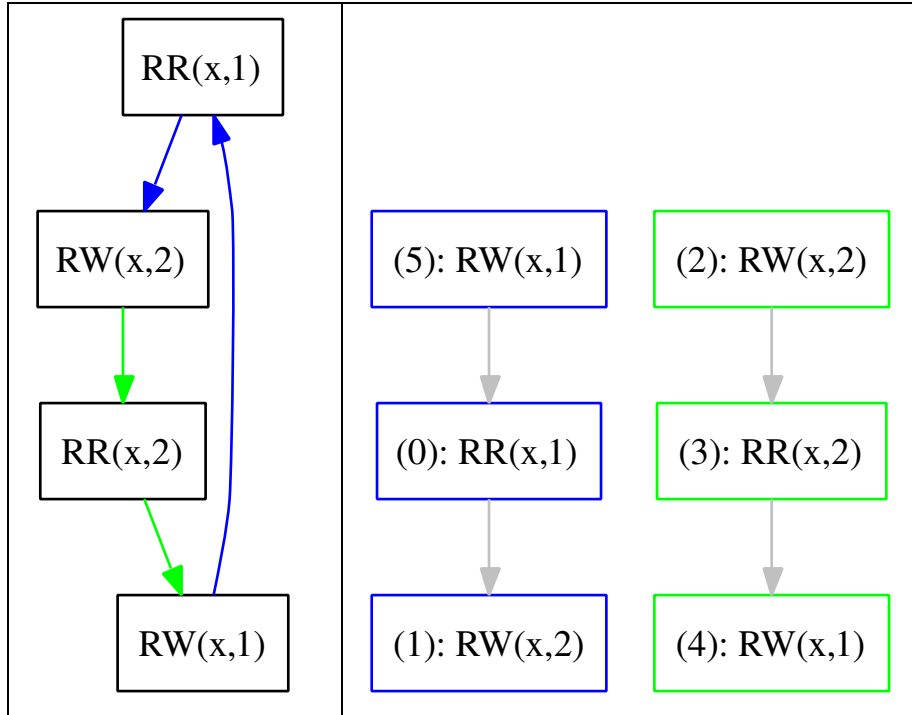 RR(x,1)
RW(x,2)
RR(x,2)
RW(x,1)
(5): RW(x,1)
(0): RR(x,1)
(1): RW(x,2)
(2): RW(x,2)
(3): RR(x,2)
(4): RW(x,1)